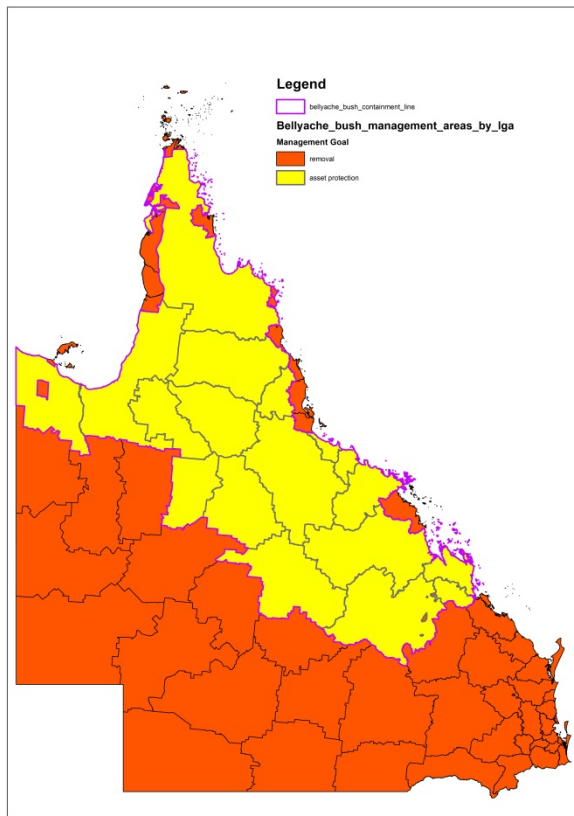 Legend
bellyache_bush_containment_line
Bellyache_bush_management_areas_by_lga
Management Goal
removal
asset protection